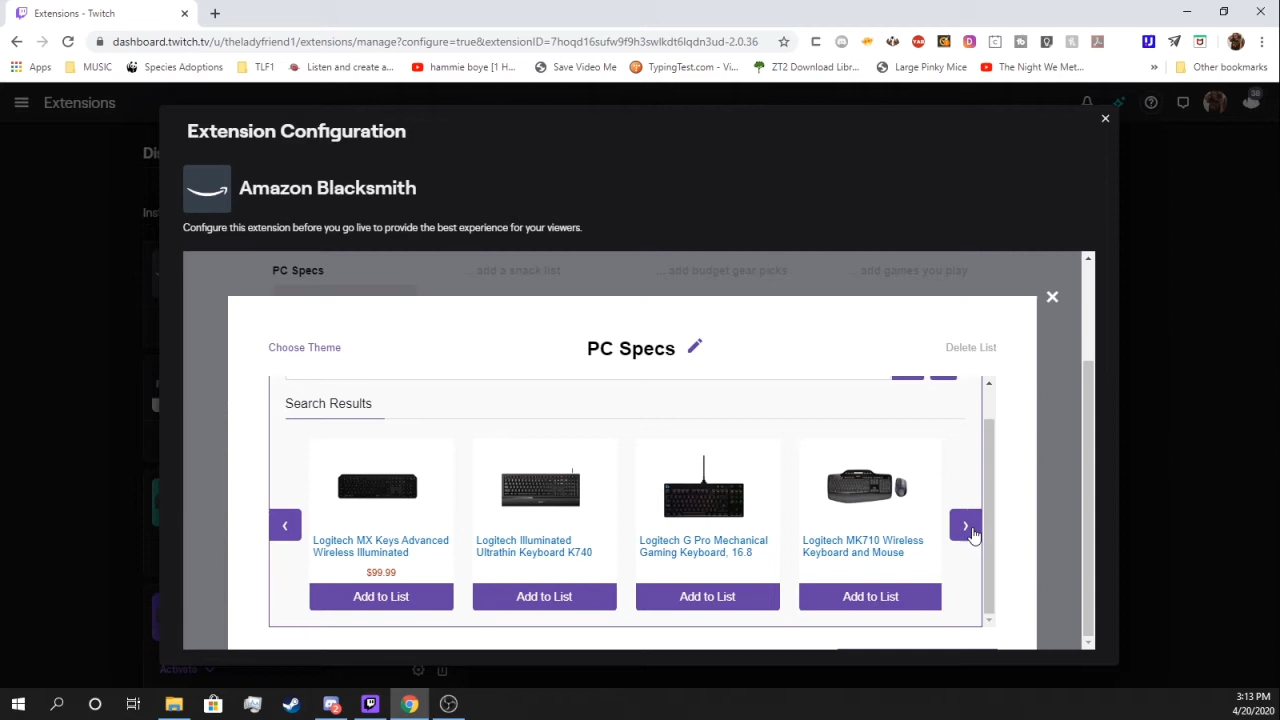 Extensions - Twitch
dashboard.twitch.tv/u/theladyfriend1/extensions/manage?configure=true&extensionID=7hoqd16sufw9f9h3swlkdt6lqdn3ud-2.0.36
Apps MUSIC Species Adoptions TLF1 Listen and create a... hammie boye [1 H... Save Video Me TypingTest.com - Vi... ZT2 Download Libr... Large Pinky Mice The Night We Met... » Other bookmarks
Extensions
38
Extension Configuration
Amazon Blacksmith
Configure this extension before you go live to provide the best experience for your viewers.
PC Specs ... add a snack list ... add budget gear picks ... add games you play
Choose Theme PC Specs Delete List
Search Results
Logitech MX Keys Advanced
Wireless Illuminated
$99.99
Add to List
Logitech Illuminated
Ultrathin Keyboard K740
Add to List
Logitech G Pro Mechanical
Gaming Keyboard, 16.8
Add to List
Logitech MK710 Wireless
Keyboard and Mouse
Add to List
Activate
3:13 PM
4/20/2020